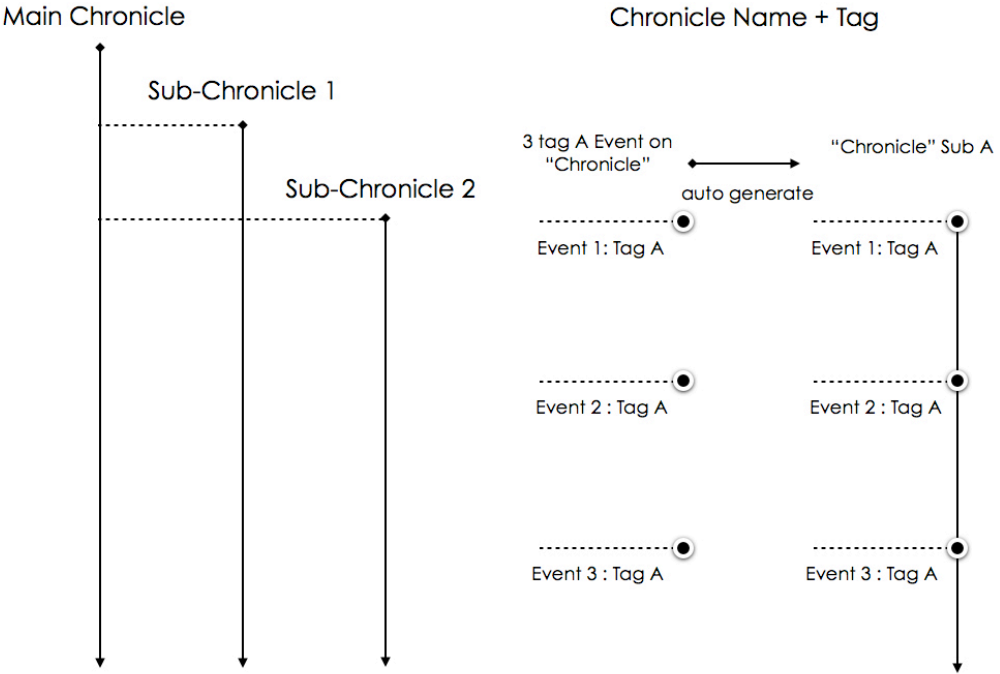 Main Chronicle
Sub-Chronicle 1
Sub-Chronicle 2
Chronicle Name + Tag
3 tag A Event on
“Chronicle”
auto generate
“Chronicle” Sub A
Event 1: Tag A
Event 1: Tag A
Event 2 : Tag A
Event 2 : Tag A
Event 3 : Tag A
Event 3 : Tag A